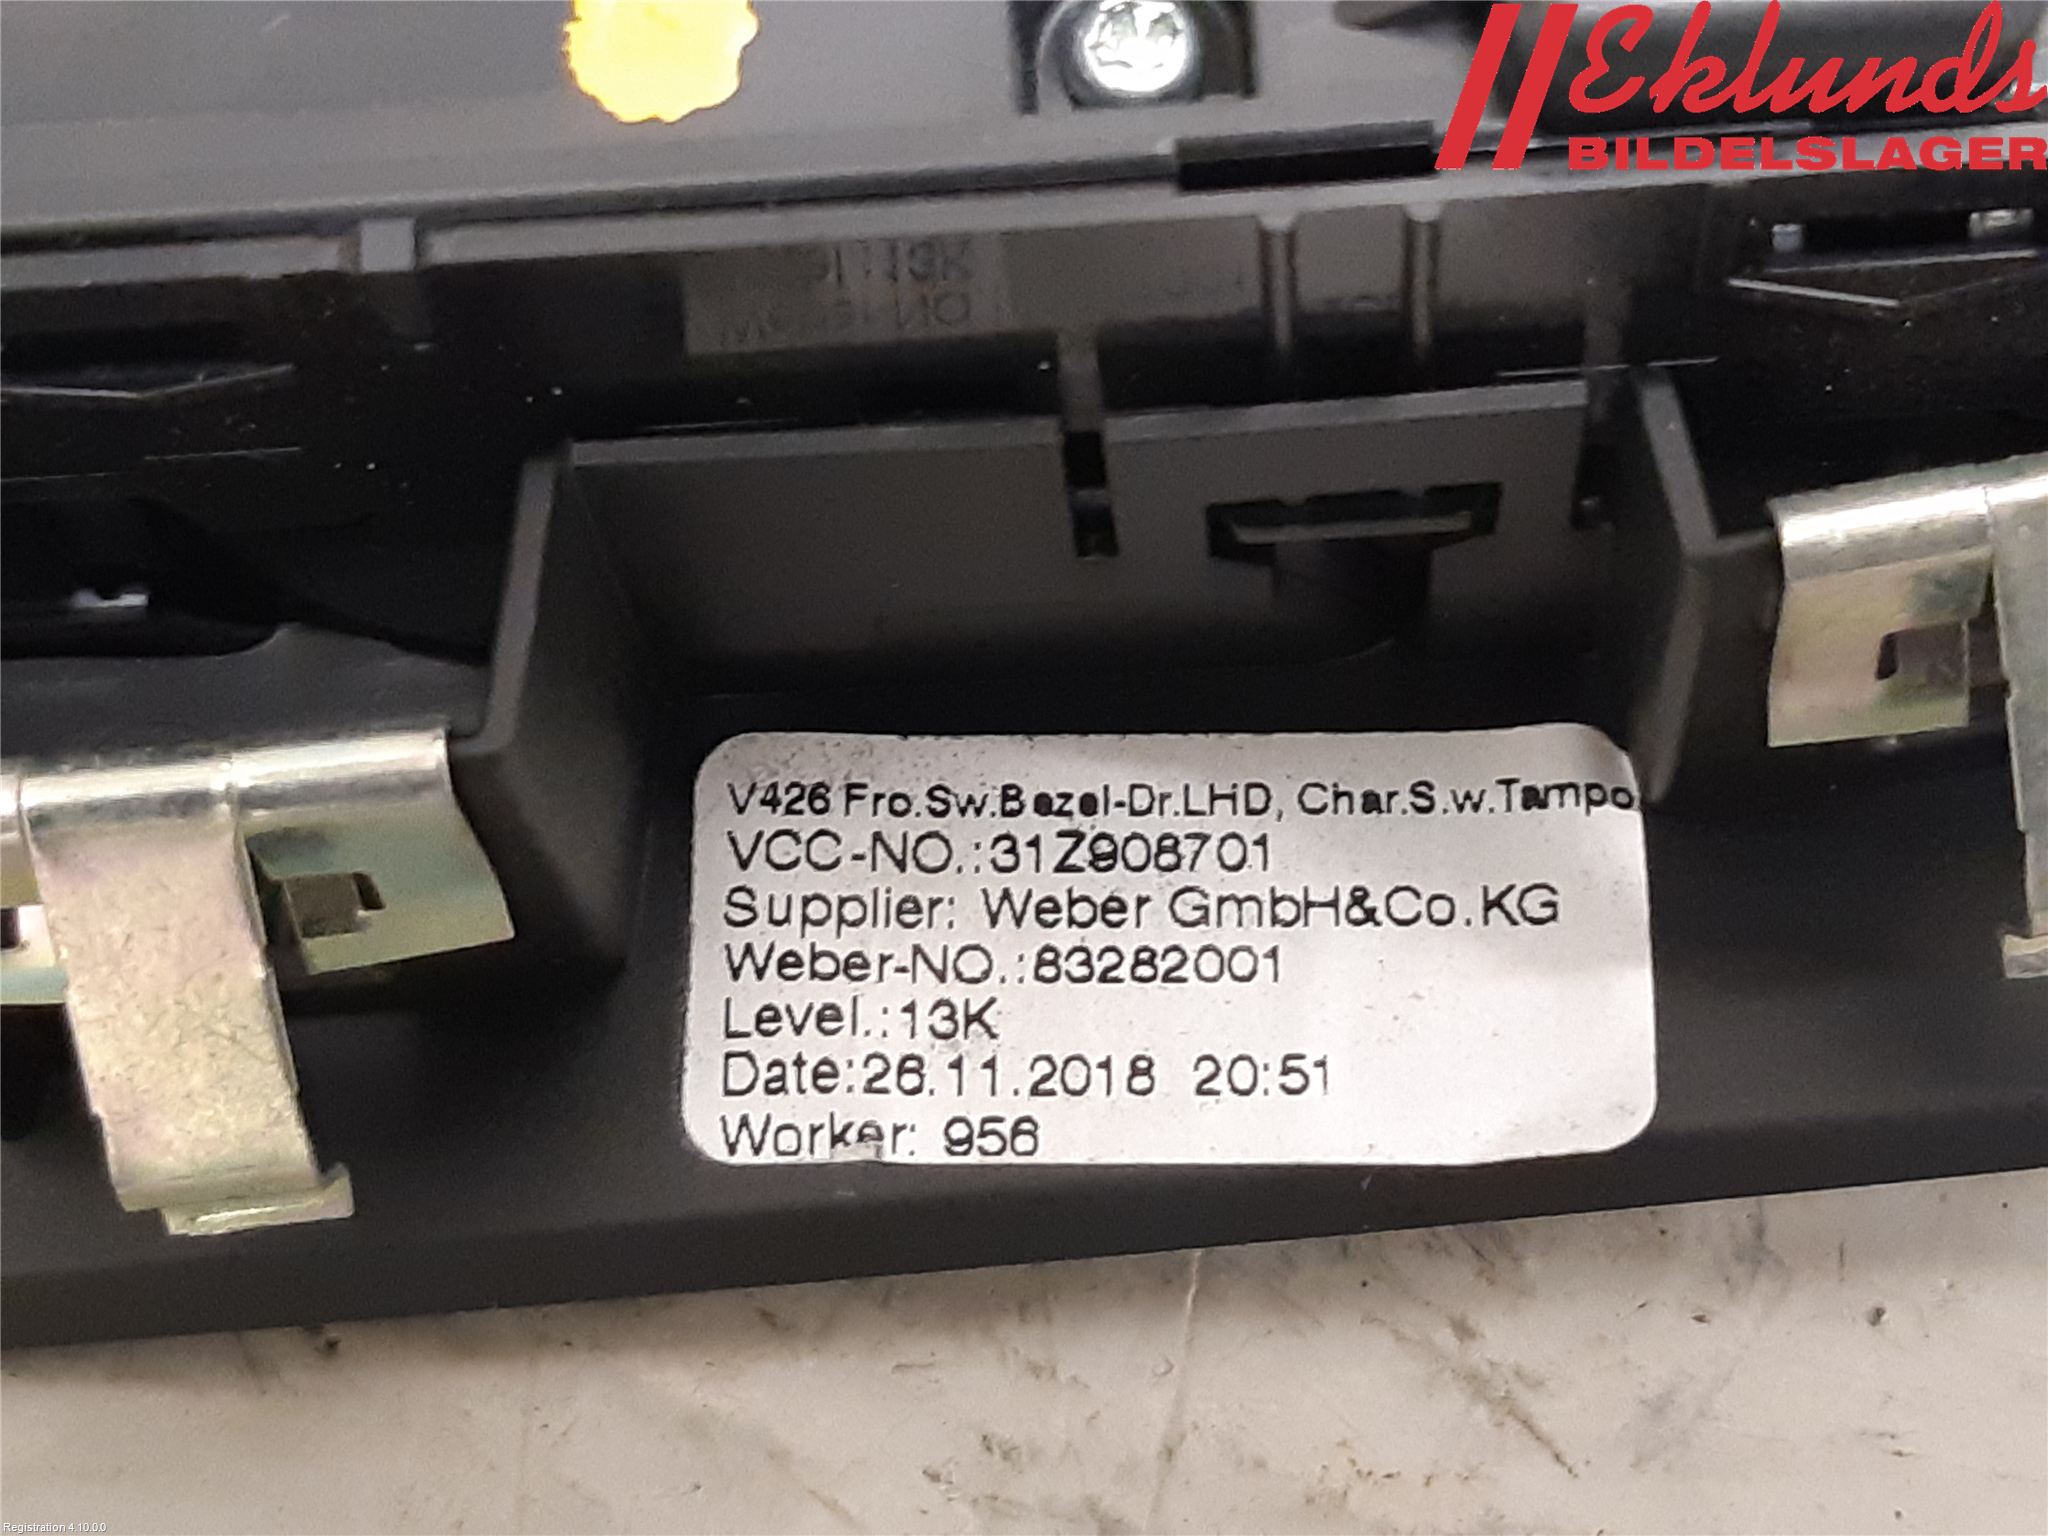 Eklunds
BILDELSLAGER
V426 Fro.Sw.Bezel-Dr.LHD, Char.S.w.Tampo
VCC-NO.:31Z908701
Supplier: Weber GmbH&Co.KG
Weber-NO.:83282001
Level.:13K
Date:26.11.2018 20:51
Worker: 956
Registration 4.10.0.0